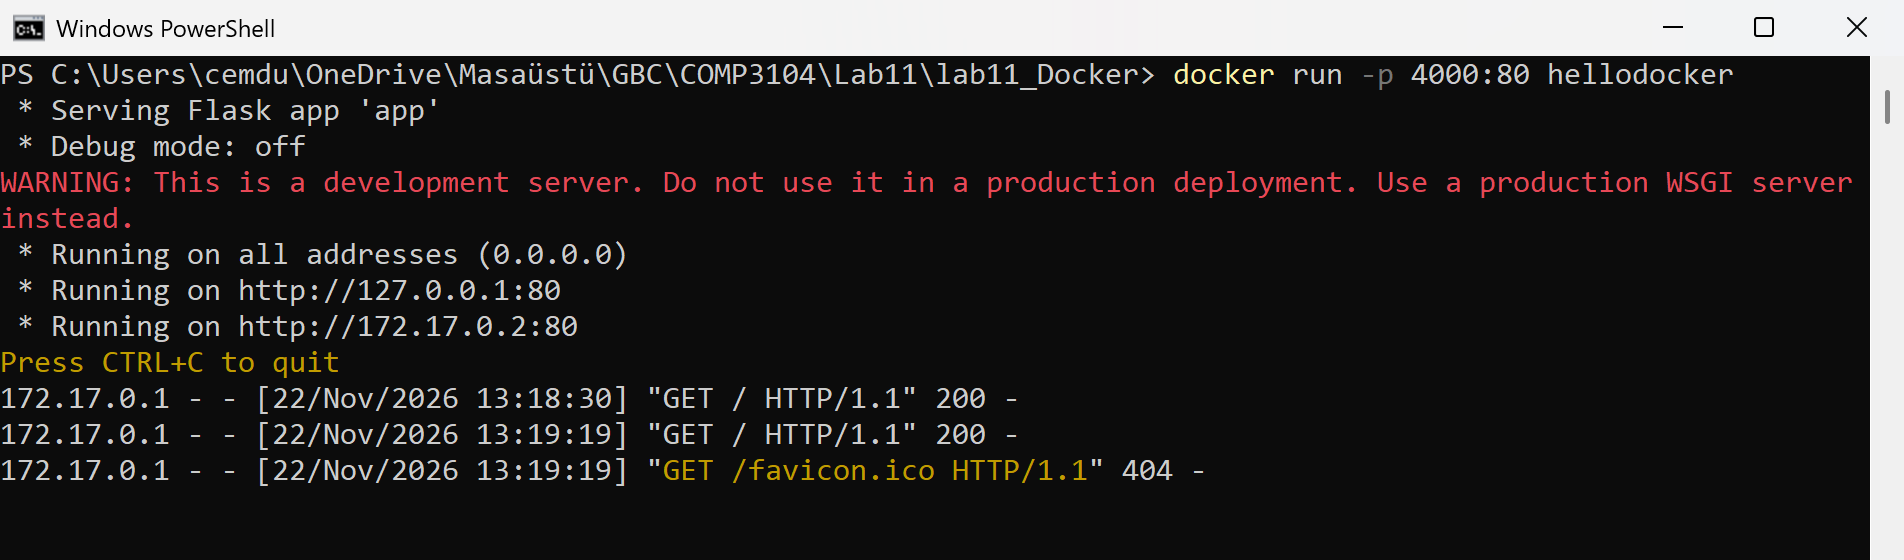 Windows PowerShell
PS C:\Users\cemdu\OneDrive\Masaüstü\GBC\COMP3104\Lab11\lab11_Docker> docker run -p 4000:80 hellodocker
 * Serving Flask app 'app'
 * Debug mode: off
WARNING: This is a development server. Do not use it in a production deployment. Use a production WSGI server
instead.
 * Running on all addresses (0.0.0.0)
 * Running on http://127.0.0.1:80
 * Running on http://172.17.0.2:80
Press CTRL+C to quit
172.17.0.1 - - [22/Nov/2026 13:18:30] "GET / HTTP/1.1" 200 -
172.17.0.1 - - [22/Nov/2026 13:19:19] "GET / HTTP/1.1" 200 -
172.17.0.1 - - [22/Nov/2026 13:19:19] "GET /favicon.ico HTTP/1.1" 404 -